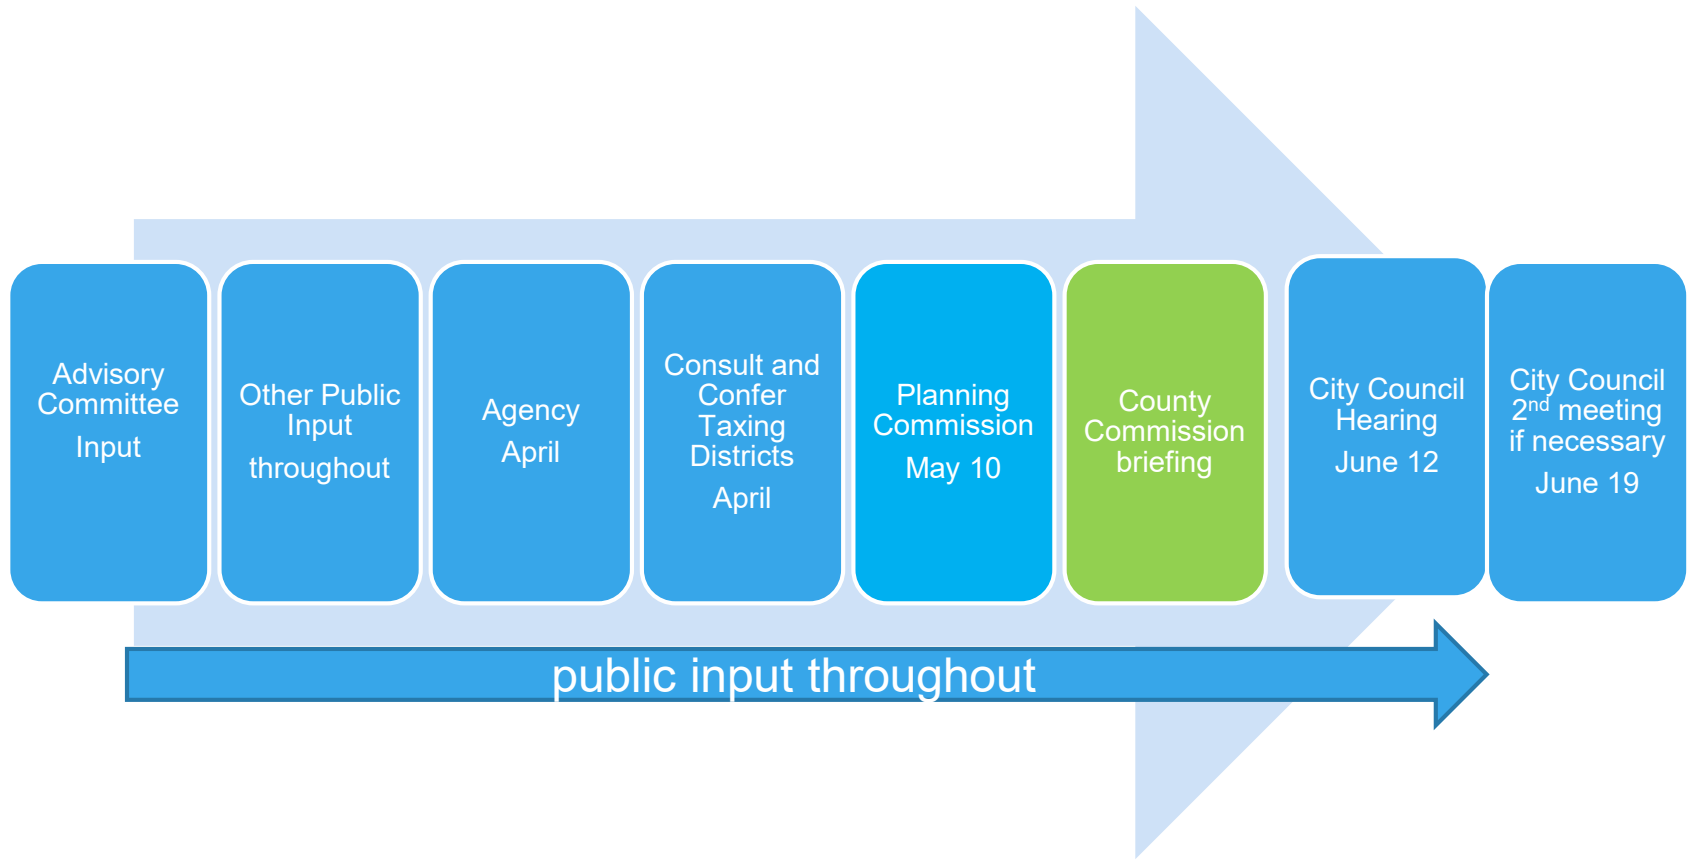 Advisory
Committee
Input
Other Public
Input
throughout
Agency
April
Consult and
Confer
Taxing
Districts
April
Planning
Commission
May 10
County
Commission
briefing
City Council
Hearing
June 12
City Council
2nd meeting
if necessary
June 19
public input throughout